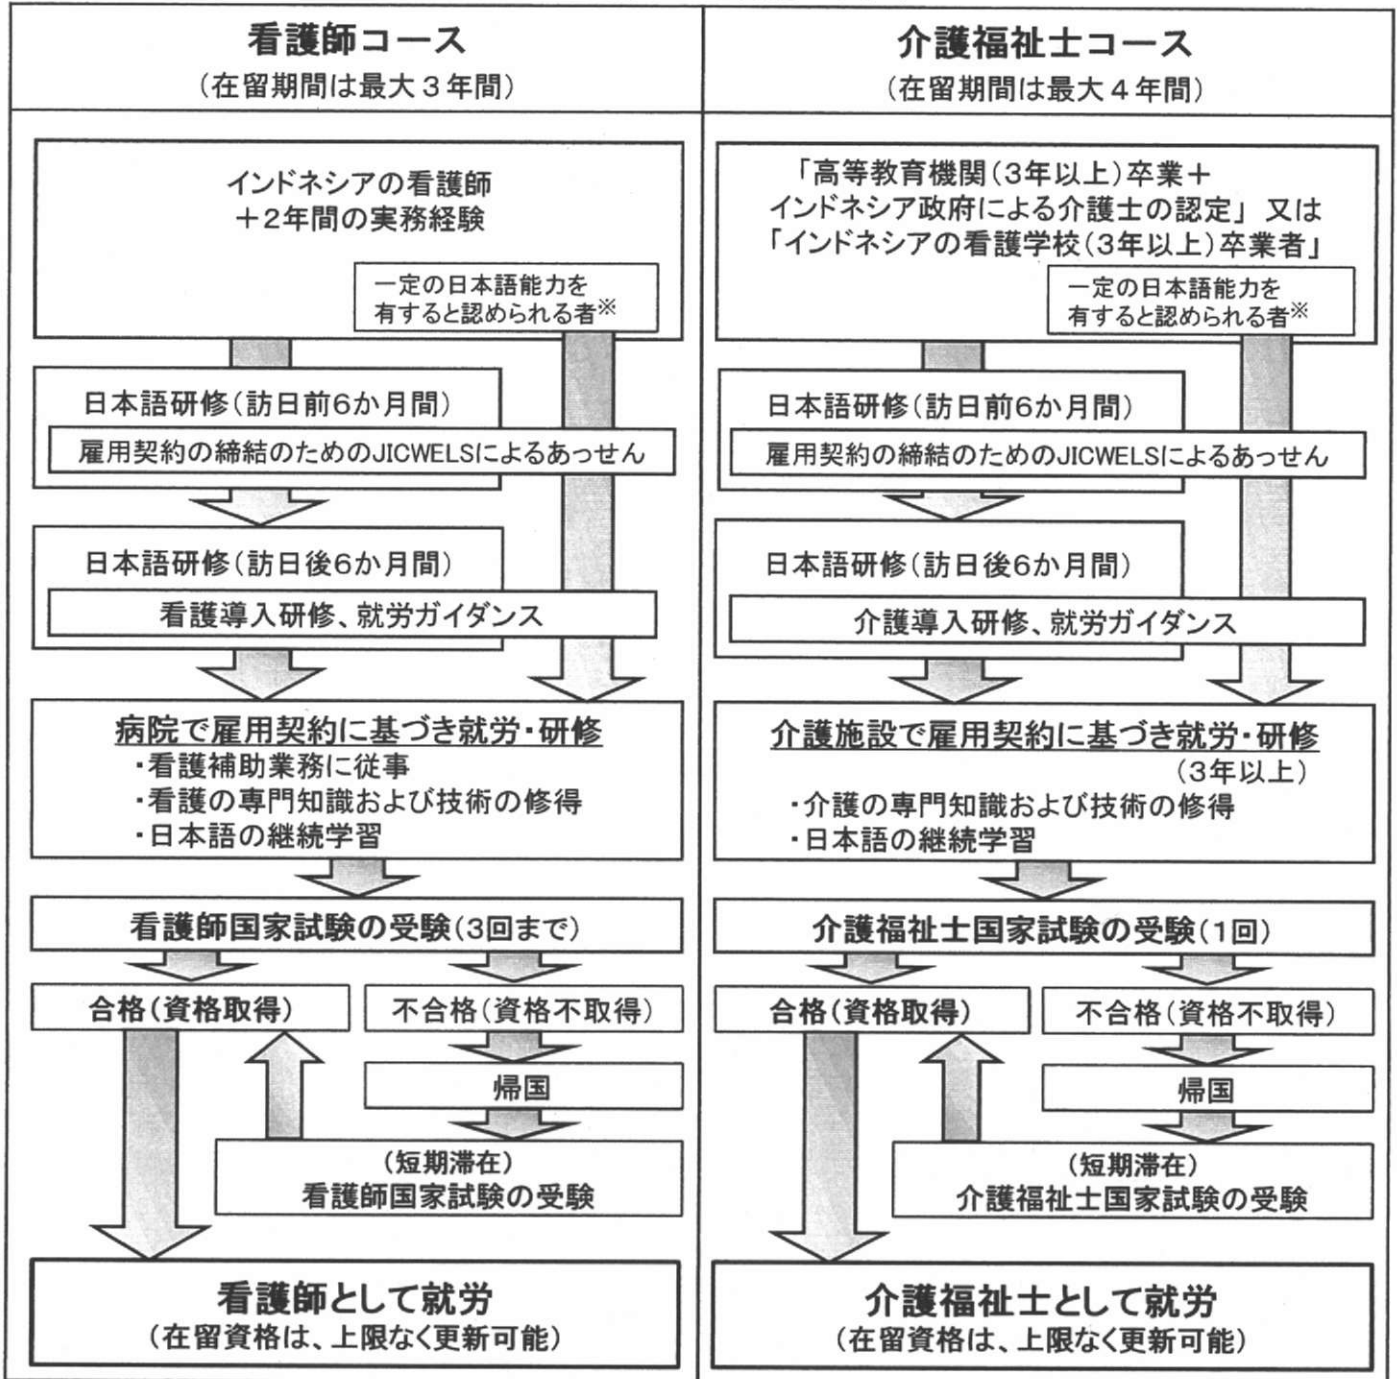 看護師コース
(在留期間は最大3年間)
インドネシアの看護師
+2年間の実務経験
一定の日本語能力を
有すると認められる者※
日本語研修(訪日前6か月間)
雇用契約の締結のためのJICWELSによるあっせん
日本語研修(訪日後6か月間)
看護導入研修、就労ガイダンス
病院で雇用契約に基づき就労・研修
・看護補助業務に従事
・看護の専門知識および技術の修得
・日本語の継続学習
看護師国家試験の受験(3回まで)
合格(資格取得)
不合格(資格不取得)
帰国
(短期滞在)
看護師国家試験の受験
看護師として就労
(在留資格は、上限なく更新可能)
介護福祉士コース
(在留期間は最大4年間)
「高等教育機関(3年以上)卒業+
インドネシア政府による介護士の認定」 又は
「インドネシアの看護学校(3年以上)卒業者」
一定の日本語能力を
有すると認められる者※
日本語研修(訪日前6か月間)
雇用契約の締結のためのJICWELSによるあっせん
日本語研修(訪日後6か月間)
介護導入研修、就労ガイダンス
介護施設で雇用契約に基づき就労・研修
(3年以上)
・介護の専門知識および技術の修得
・日本語の継続学習
介護福祉士国家試験の受験(1回)
合格(資格取得)
不合格(資格不取得)
帰国
(短期滞在)
介護福祉士国家試験の受験
介護福祉士として就労
(在留資格は、上限なく更新可能)